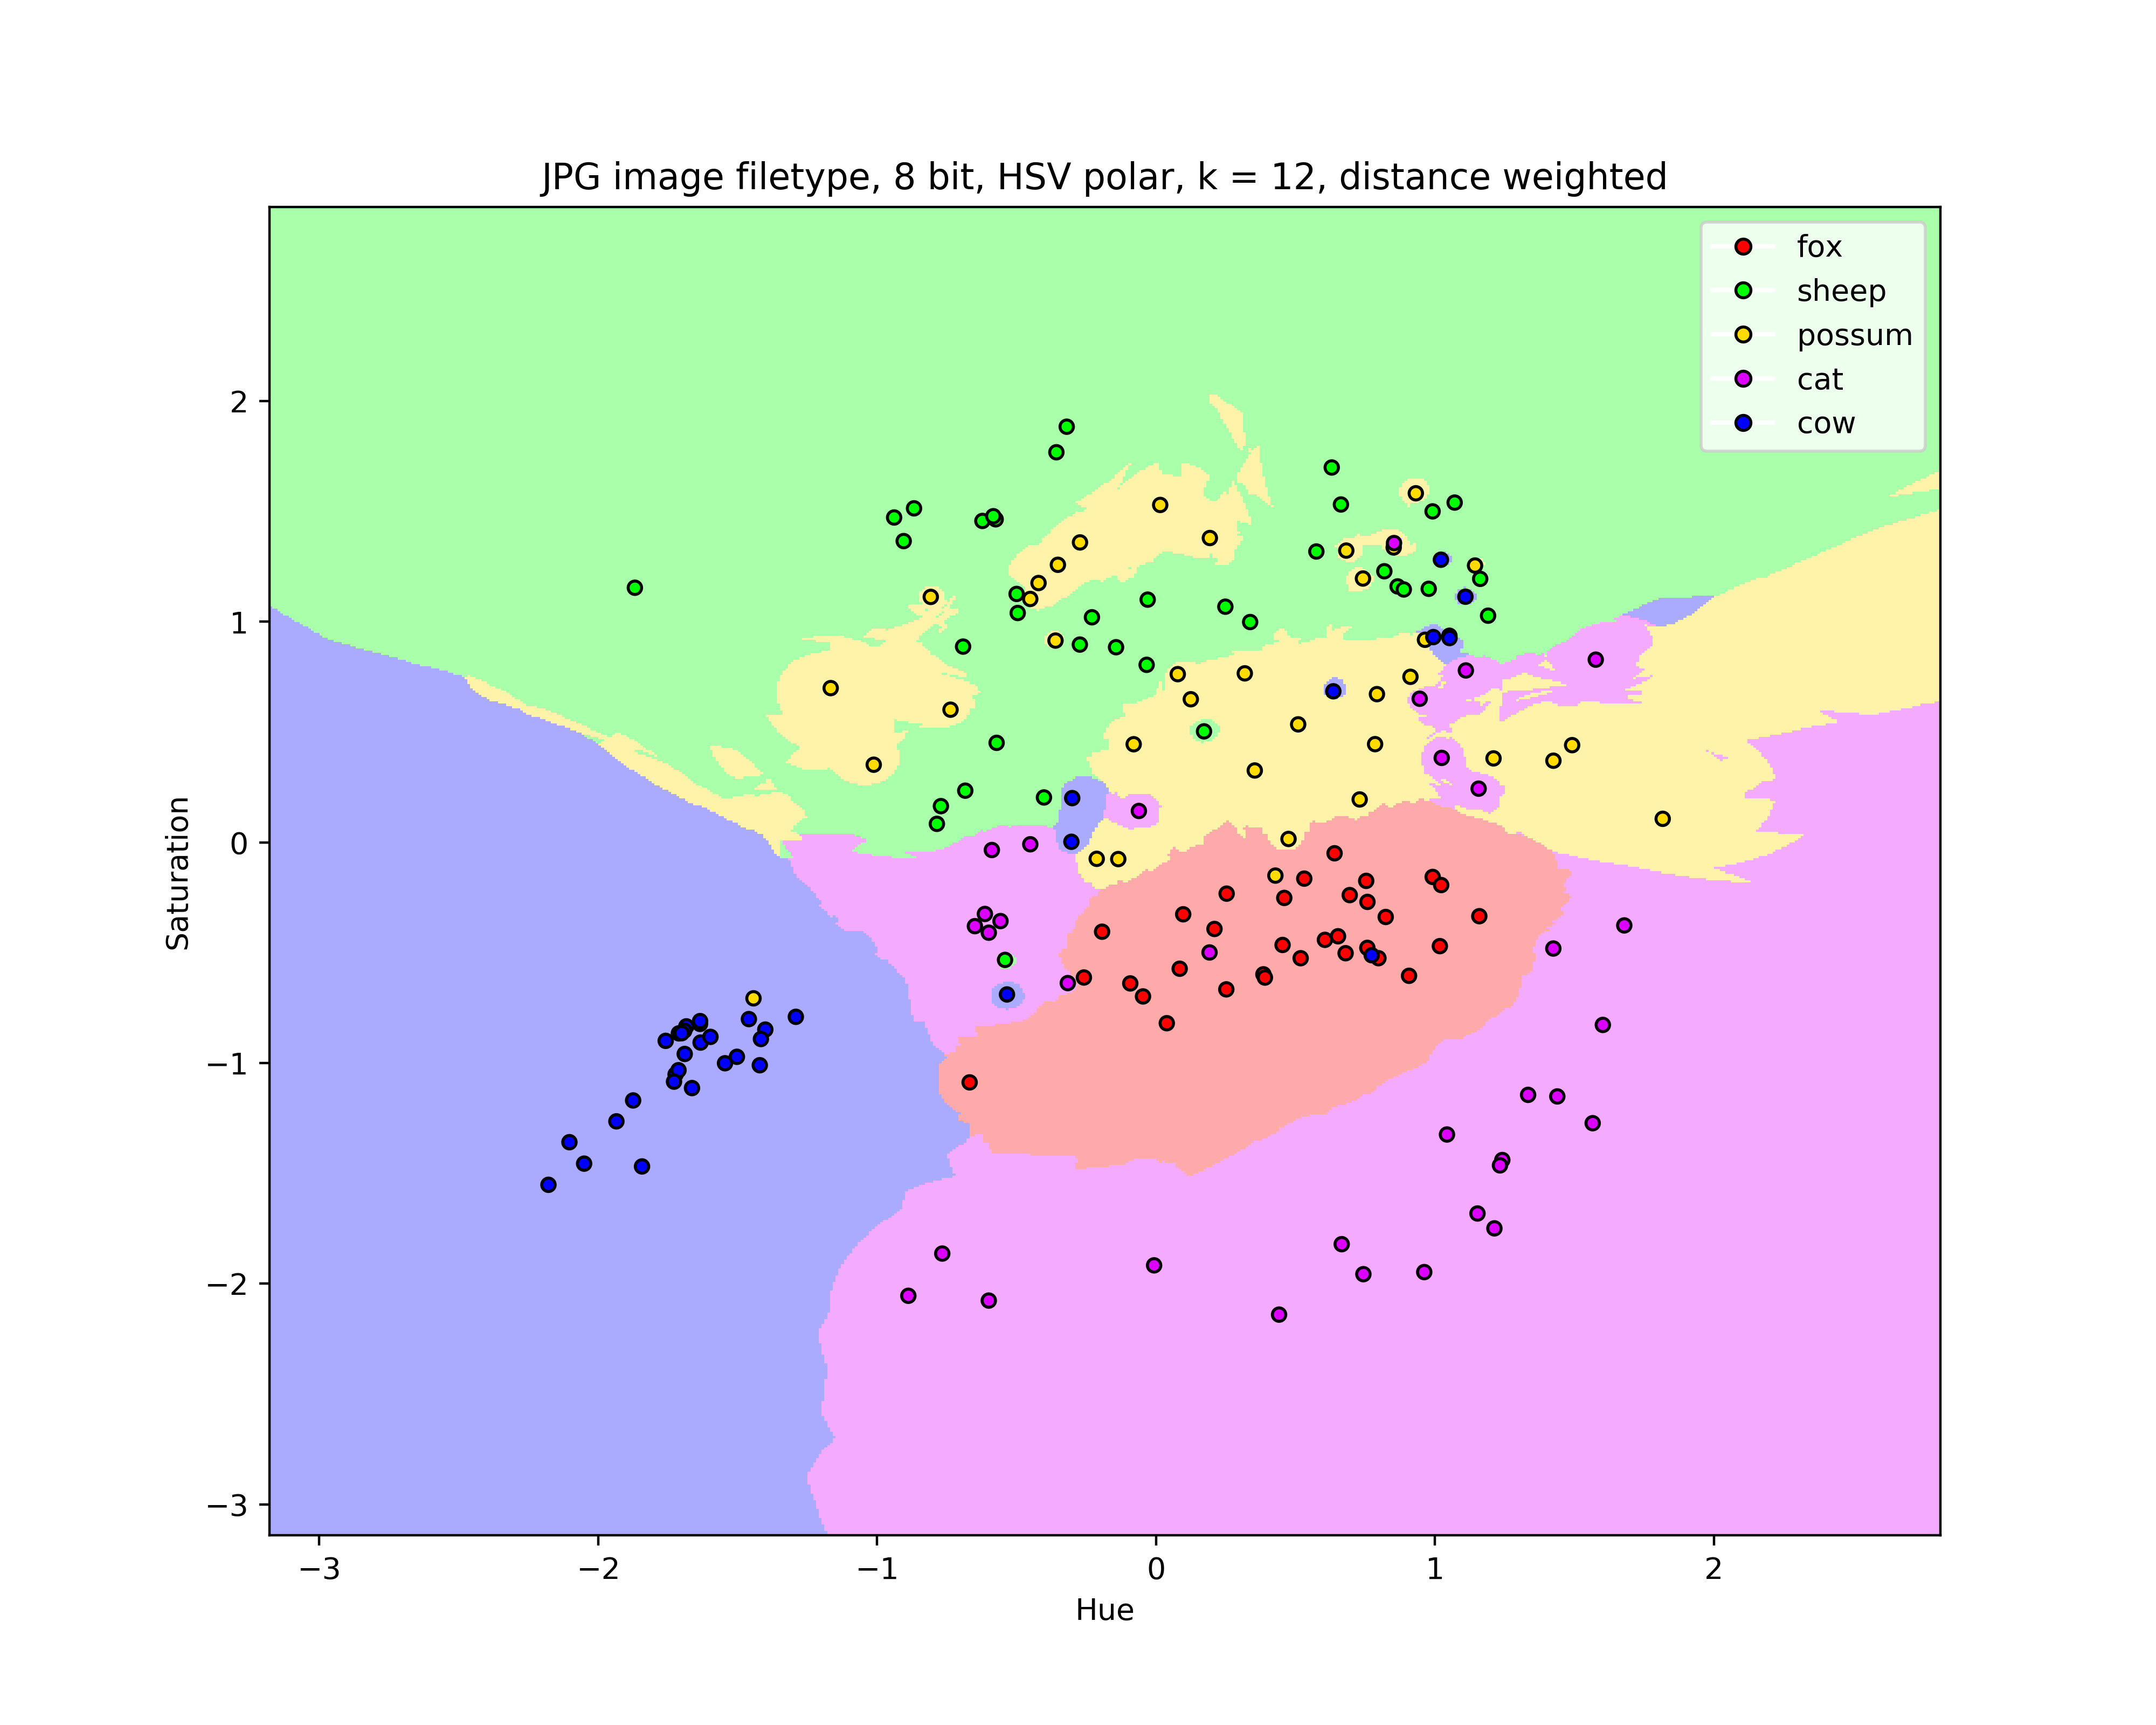 JPG image filetype, 8 bit, HSV polar, k = 12, distance weighted
fox
sheep
possum
cat
cow
2
1
0
−1
−2
−3
Saturation
−3
−2
−1
0
1
2
Hue